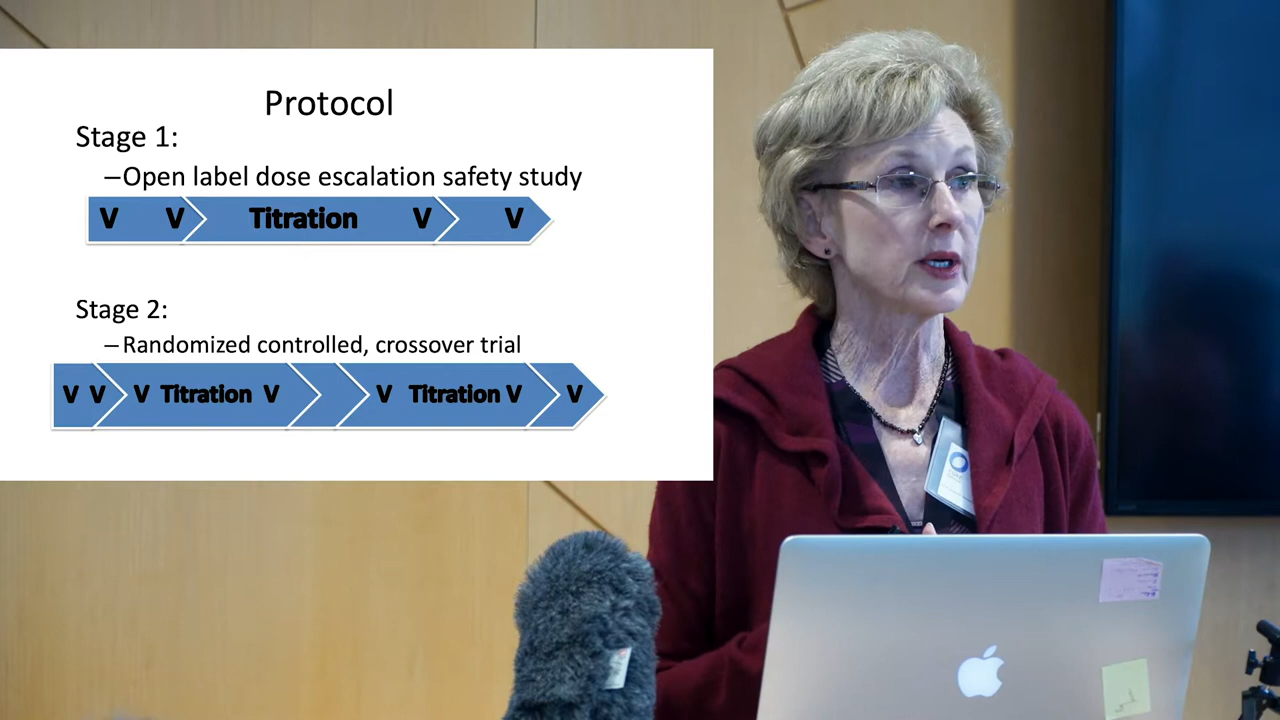 Protocol
Stage 1:
–Open label dose escalation safety study
V V Titration V V
Stage 2:
–Randomized controlled, crossover trial
V V V Titration V V Titration V V